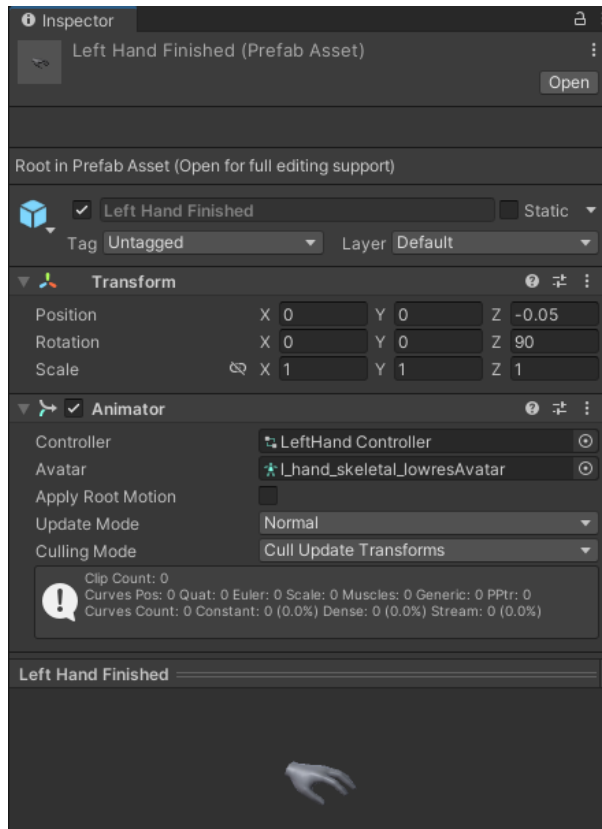 Inspector
Left Hand Finished (Prefab Asset)
Open
Root in Prefab Asset (Open for full editing support)
Left Hand Finished Static
Tag Untagged Layer Default
Transform
Position X 0 Y 0 Z -0.05
Rotation X 0 Y 0 Z 90
Scale X 1 Y 1 Z 1
Animator
Controller LeftHand Controller
Avatar l_hand_skeletal_lowresAvatar
Apply Root Motion
Update Mode Normal
Culling Mode Cull Update Transforms
Clip Count: 0
Curves Pos: 0 Quat: 0 Euler: 0 Scale: 0 Muscles: 0 Generic: 0 PPtr: 0
Curves Count: 0 Constant: 0 (0.0%) Dense: 0 (0.0%) Stream: 0 (0.0%)
Left Hand Finished